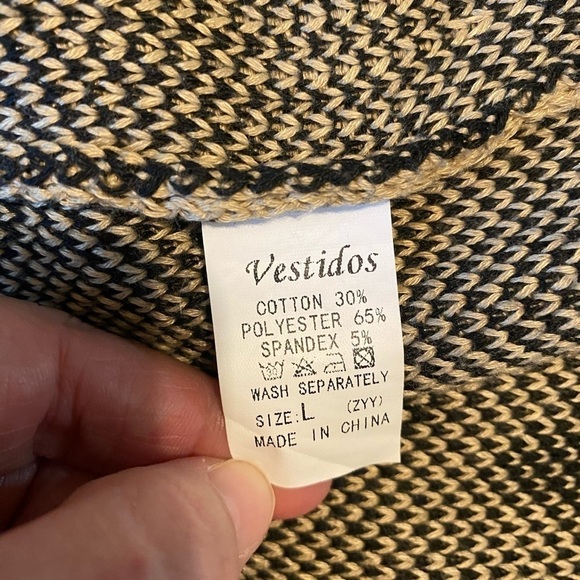 Vestidos
COTTON 30%
POLYESTER 65%
SPANDEX 5%
WASH SEPARATELY
SIZE:L (ZYY)
MADE IN CHINA